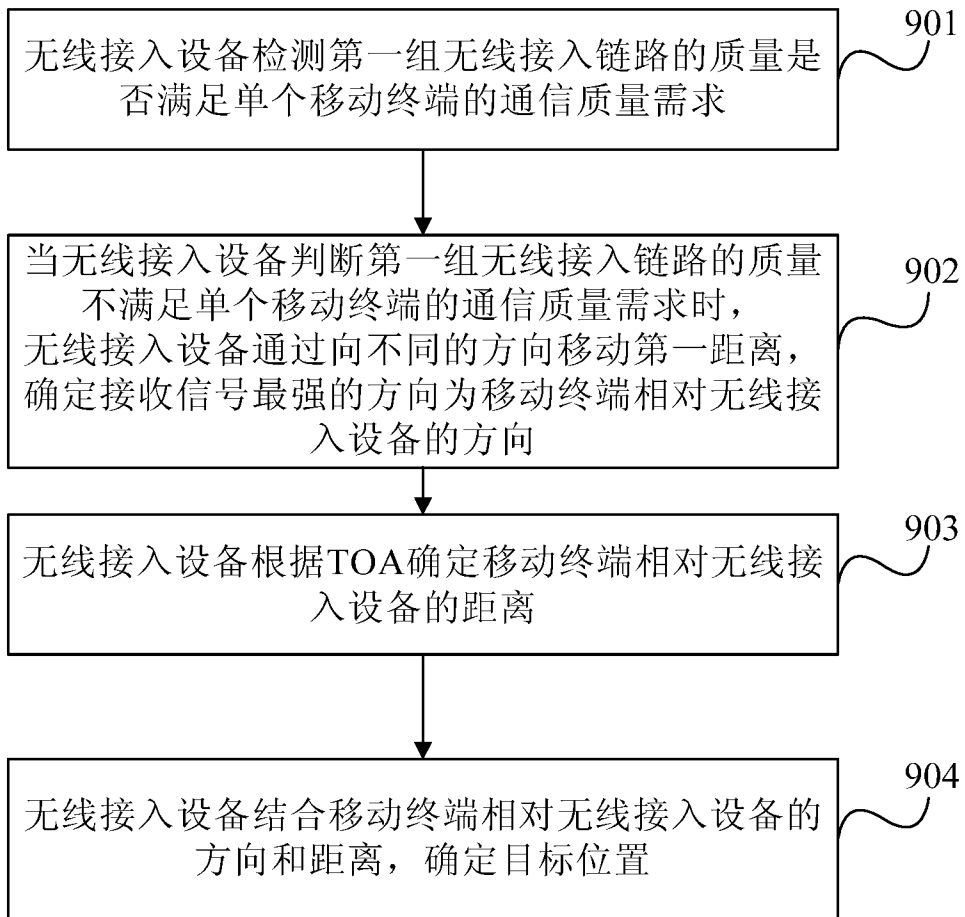 901
无线接入设备检测第一组无线接入链路的质量是
否满足单个移动终端的通信质量需求
902
当无线接入设备判断第一组无线接入链路的质量
不满足单个移动终端的通信质量需求时，
无线接入设备通过向不同的方向移动第一距离，
确定接收信号最强的方向为移动终端相对无线接
入设备的方向
903
无线接入设备根据TOA确定移动终端相对无线接
入设备的距离
904
无线接入设备结合移动终端相对无线接入设备的
方向和距离，确定目标位置